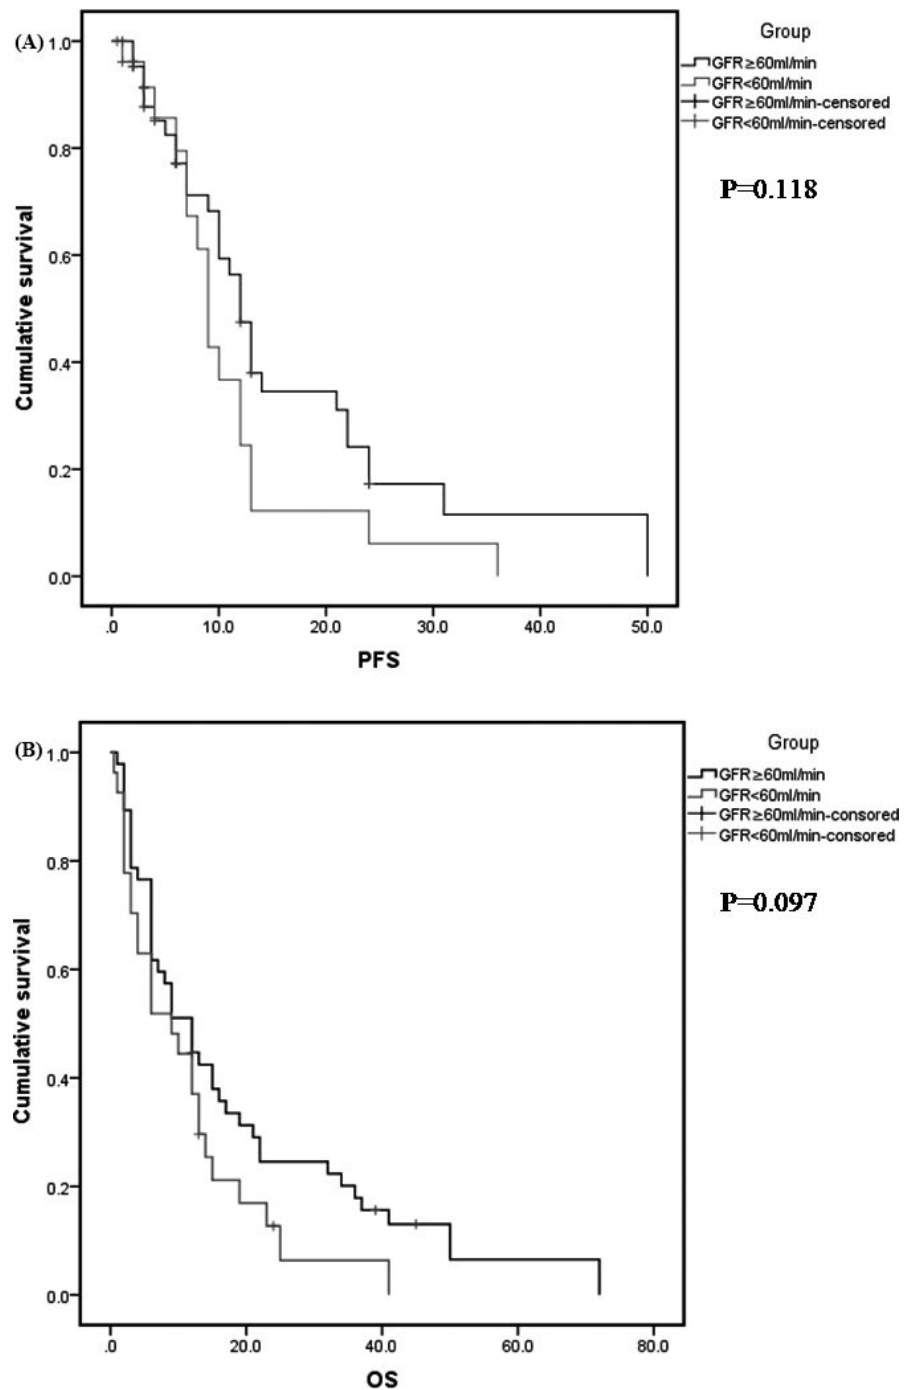 (A)
Group
GFR≥60ml/min
GFR<60ml/min
GFR≥60ml/min-censored
GFR<60ml/min-censored
P=0.118
Cumulative survival
1.0
0.8
0.6
0.4
0.2
0.0
.0 10.0 20.0 30.0 40.0 50.0
PFS
(B)
Group
GFR≥60ml/min
GFR<60ml/min
GFR≥60ml/min-consored
GFR<60ml/min-consored
P=0.097
Cumulative survival
1.0
0.8
0.6
0.4
0.2
0.0
.0 20.0 40.0 60.0 80.0
OS